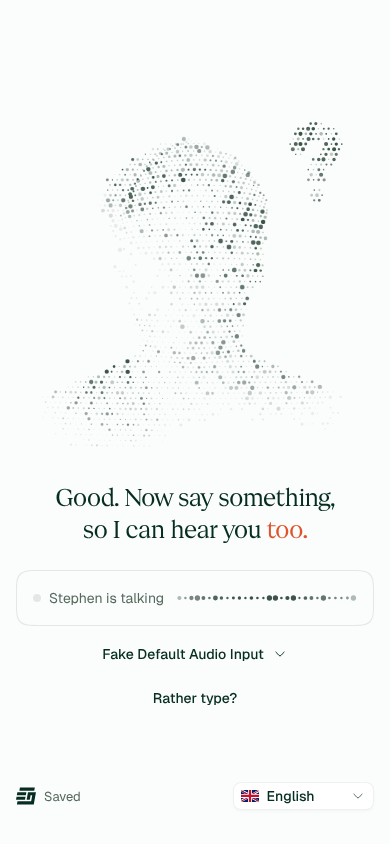 ?
Good. Now say something,
so I can hear you too.
Stephen is talking
Fake Default Audio Input
Rather type?
Saved
English